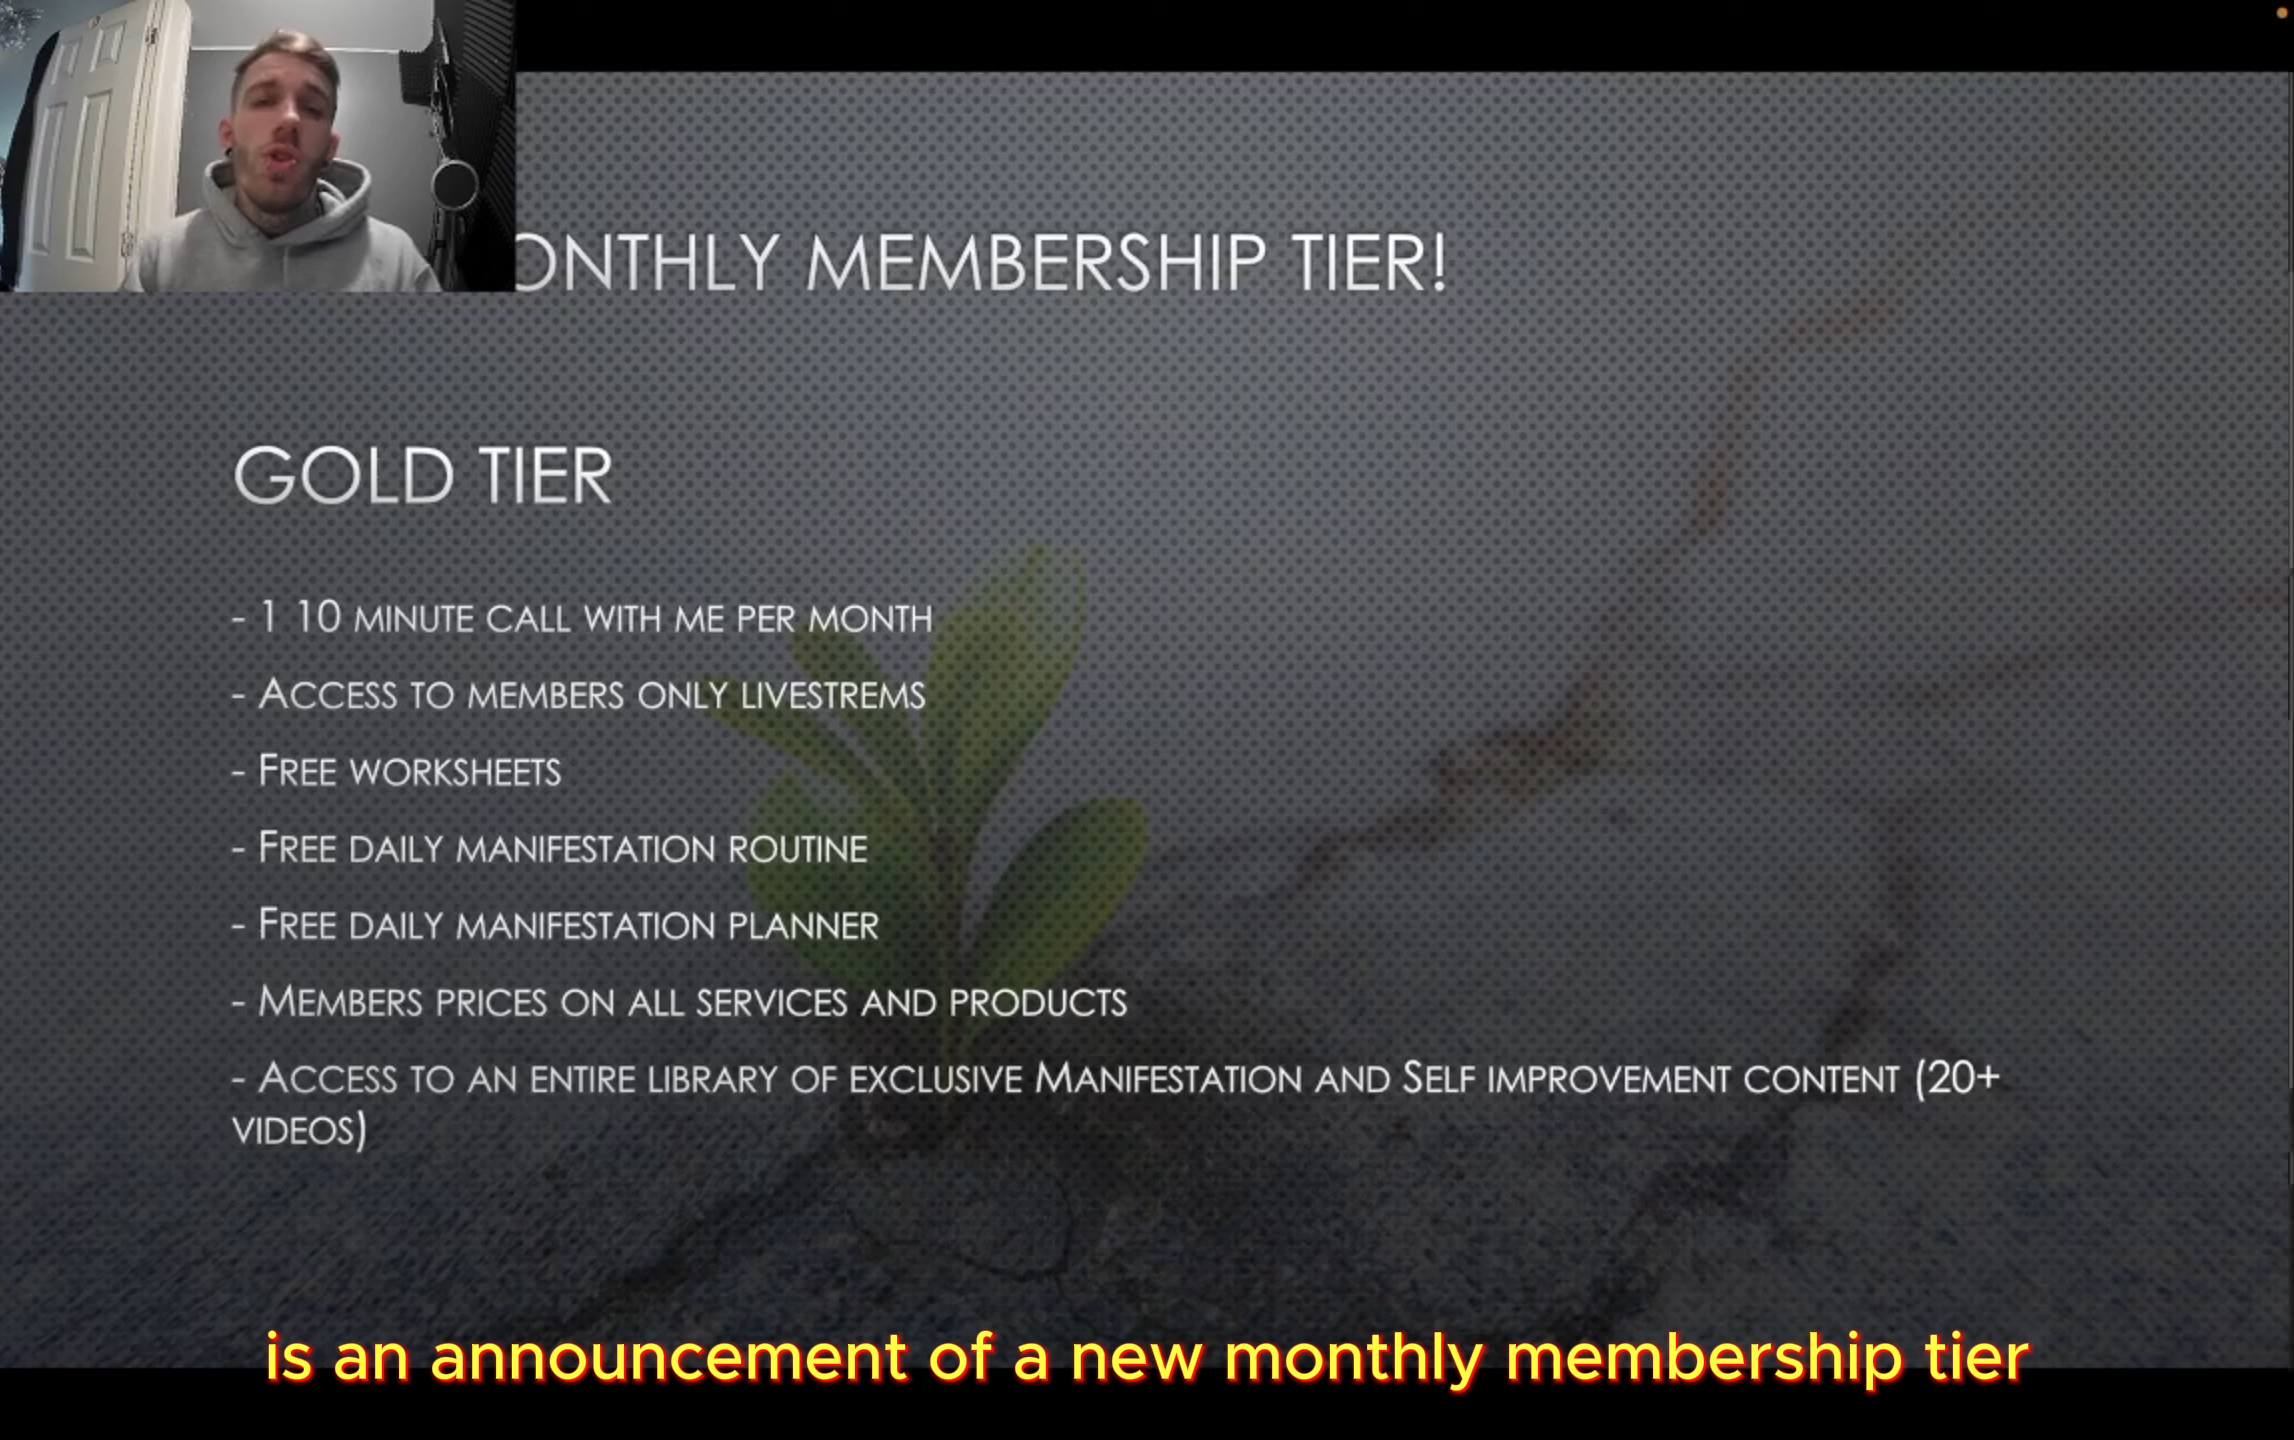 ONTHLY MEMBERSHIP TIER!
GOLD TIER
- 1 10 MINUTE CALL WITH ME PER MONTH
- ACCESS TO MEMBERS ONLY LIVESTREMS
- FREE WORKSHEETS
- FREE DAILY MANIFESTATION ROUTINE
- FREE DAILY MANIFESTATION PLANNER
- MEMBERS PRICES ON ALL SERVICES AND PRODUCTS
- ACCESS TO AN ENTIRE LIBRARY OF EXCLUSIVE MANIFESTATION AND SELF IMPROVEMENT CONTENT (20+
VIDEOS)
is an announcement of a new monthly membership tier